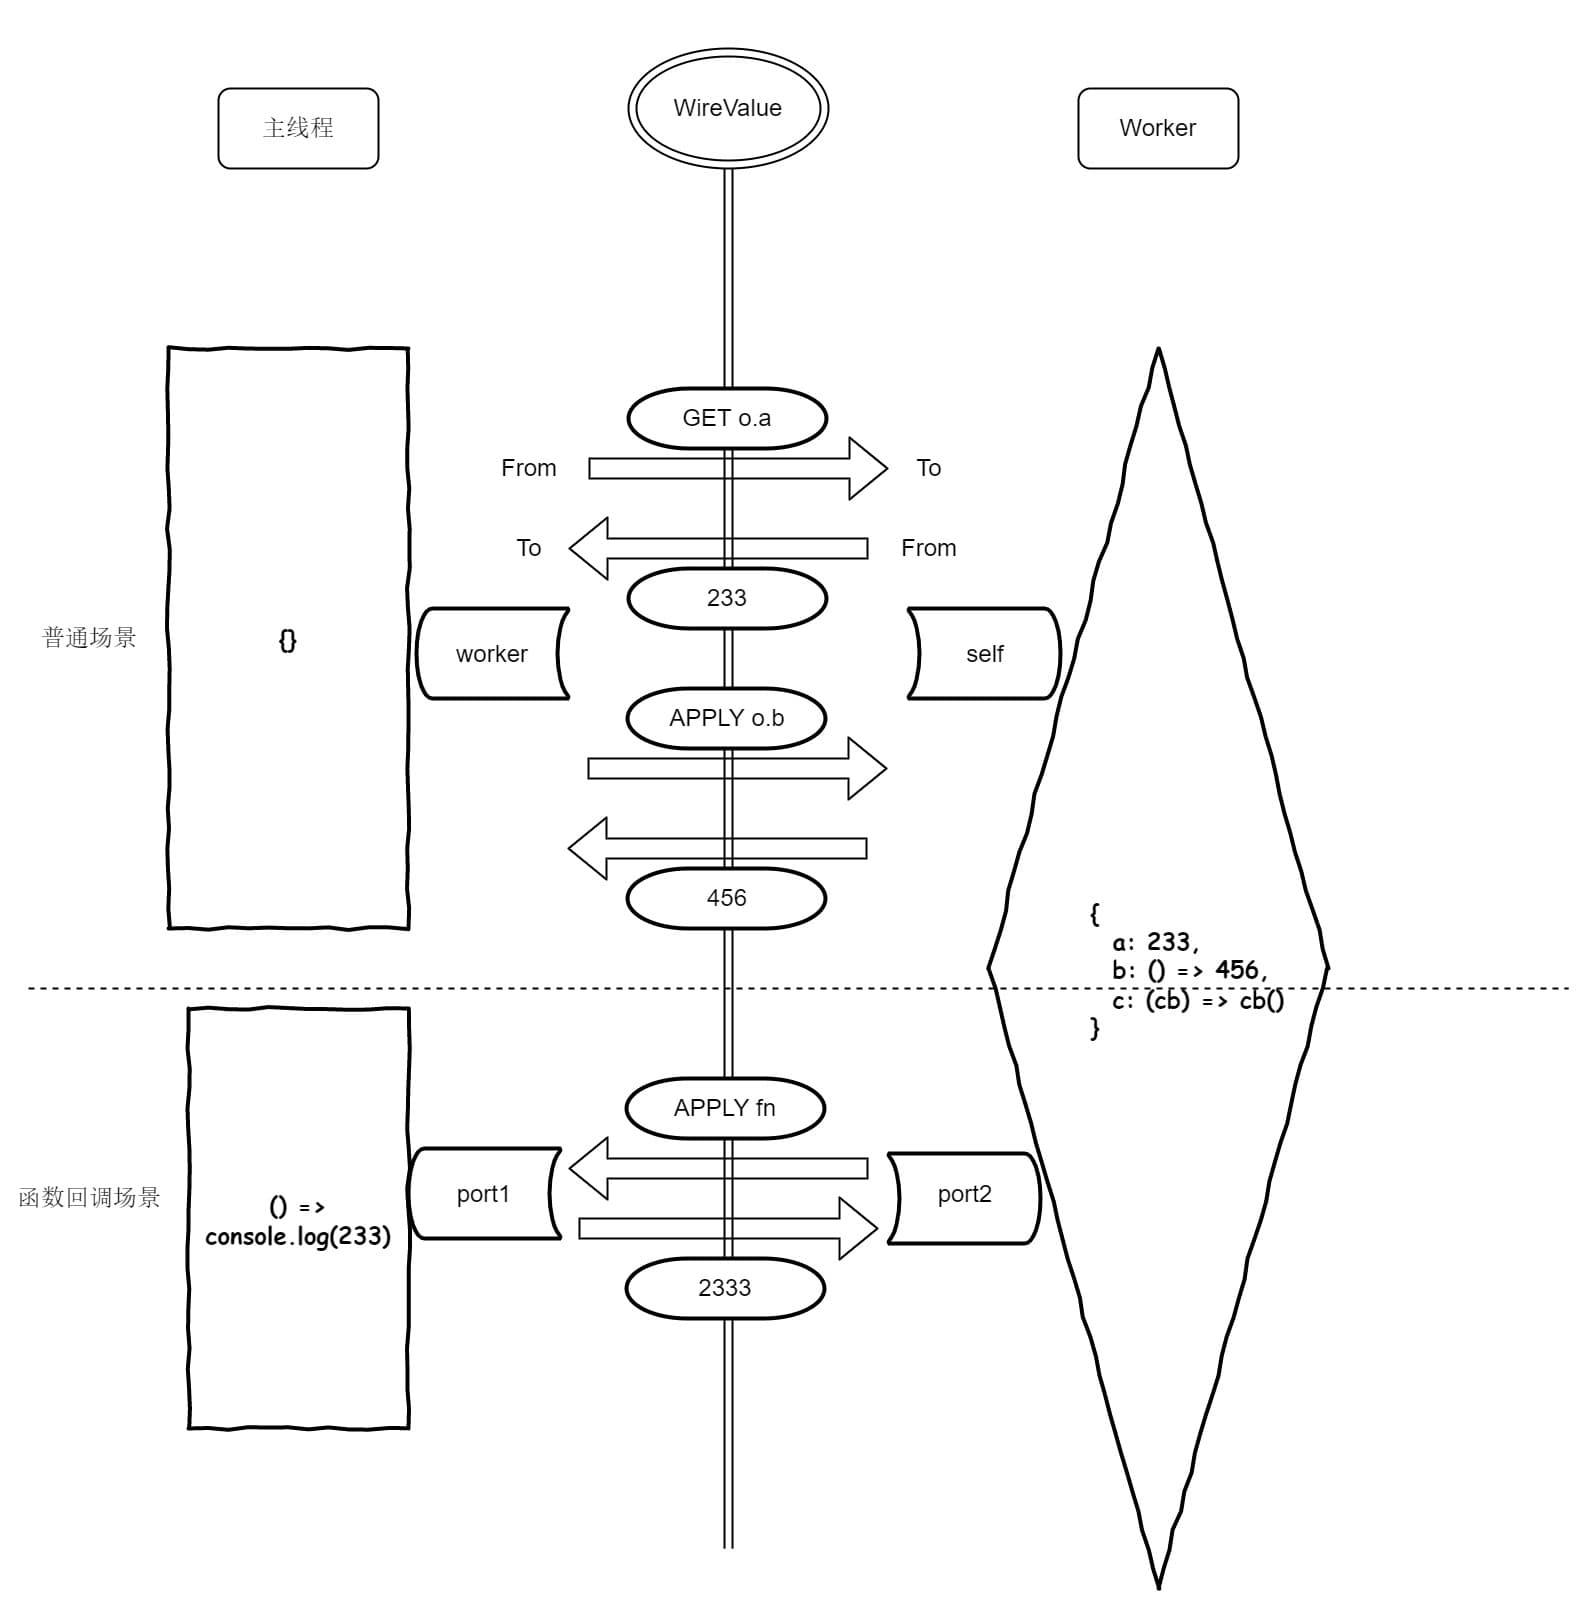 主线程
WireValue
Worker
GET o.a
From
To
To
From
233
普通场景
{}
worker
self
APPLY o.b
456
{
a: 233,
b: () => 456,
c: (cb) => cb()
}
APPLY fn
函数回调场景
() =>
console.log(233)
port1
port2
2333